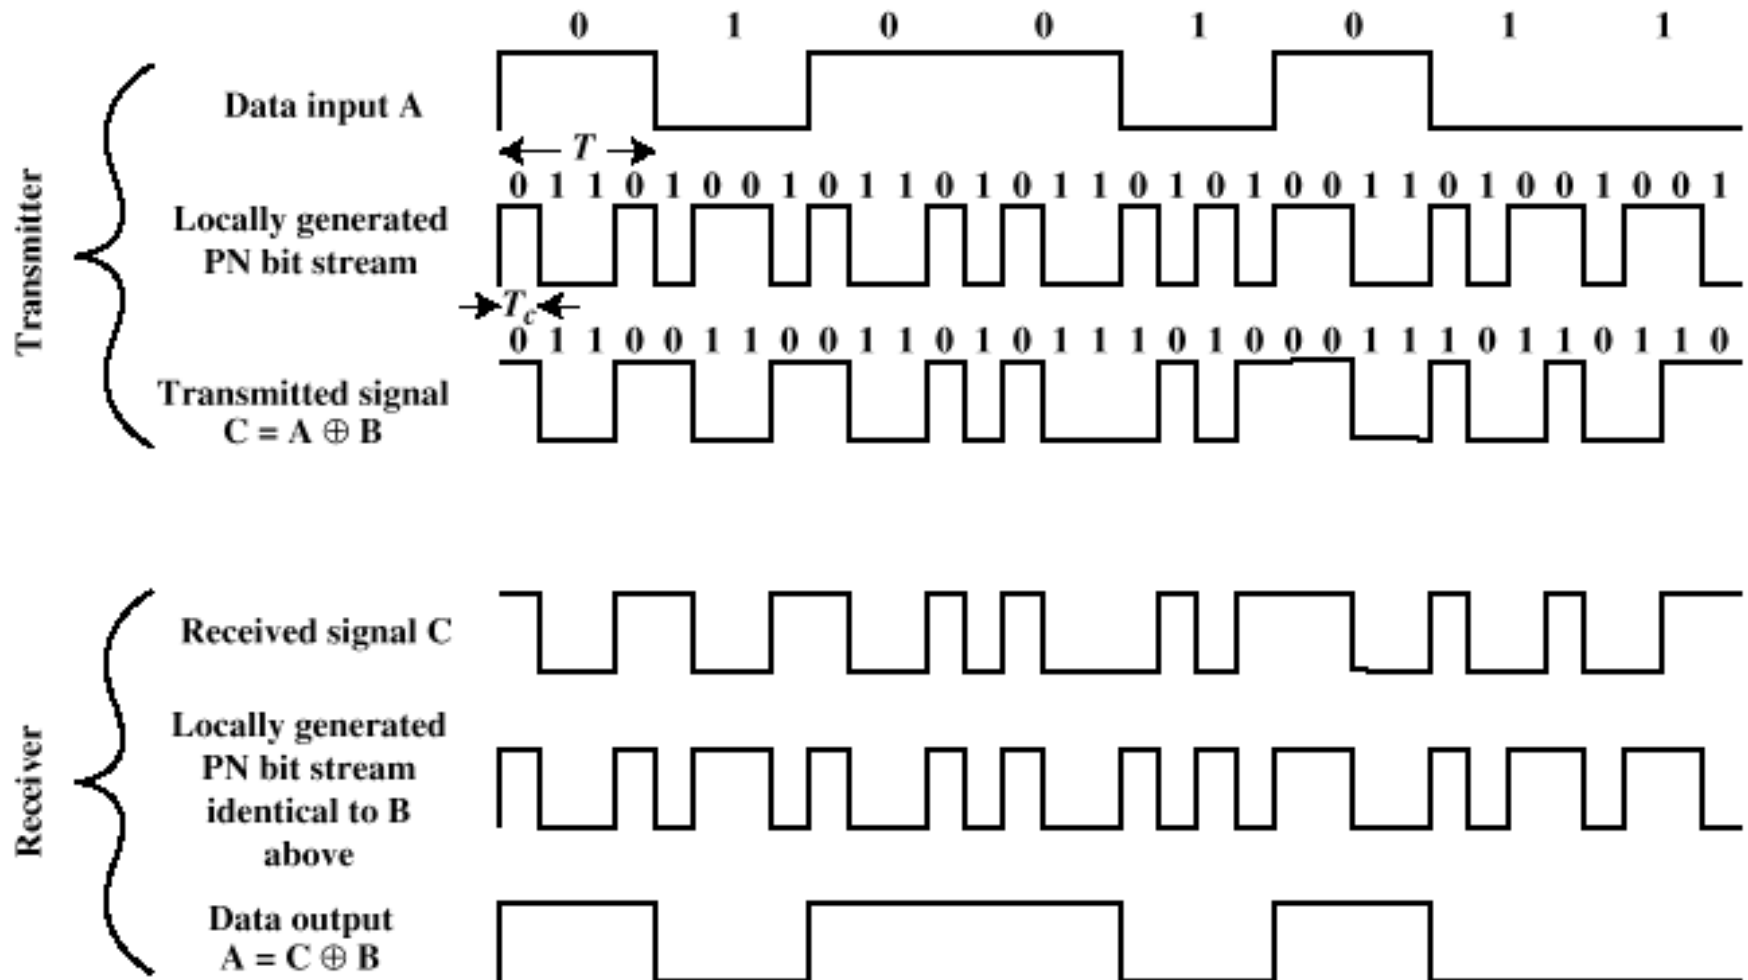 0 1 0 0 1 0 1 1
Transmitter
Data input A
T
0 1 1 0 1 0 0 1 0 1 1 0 1 0 1 1 0 1 0 1 0 0 1 1 0 1 0 0 1 0 0 1
Locally generated
PN bit stream
Tc
0 1 1 0 0 1 1 0 0 1 1 0 1 0 1 1 1 0 1 0 0 0 1 1 1 0 1 1 0 1 1 0
Transmitted signal
C = A ⊕ B
Receiver
Received signal C
Locally generated
PN bit stream
identical to B
above
Data output
A = C ⊕ B